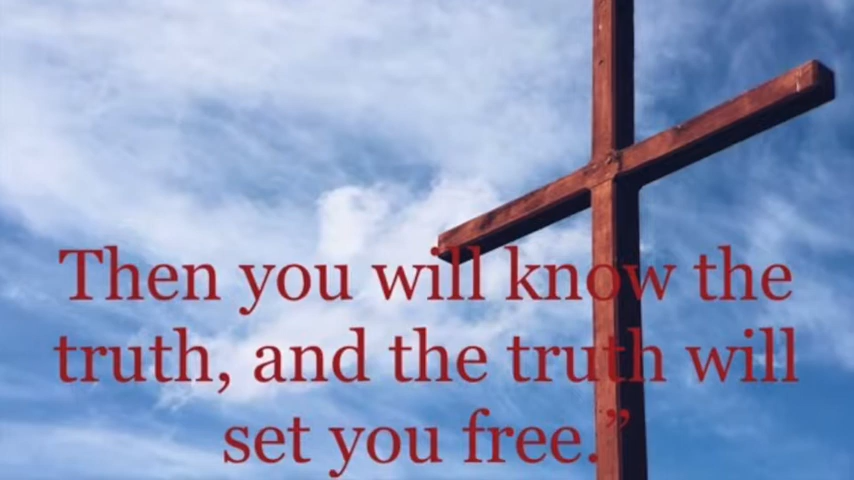 Then you will know the
truth, and the truth will
set you free.”